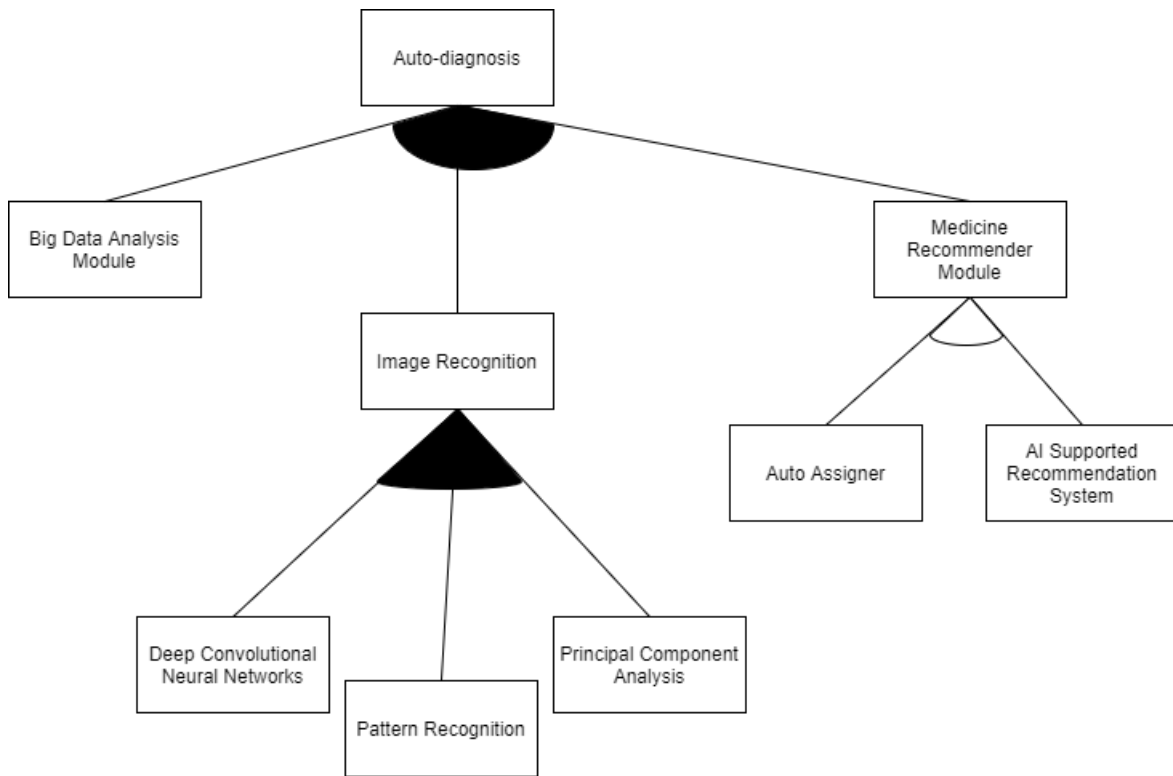 Auto-diagnosis
Big Data Analysis
Module
Medicine
Recommender
Module
Image Recognition
Auto Assigner
AI Supported
Recommendation
System
Deep Convolutional
Neural Networks
Principal Component
Analysis
Pattern Recognition